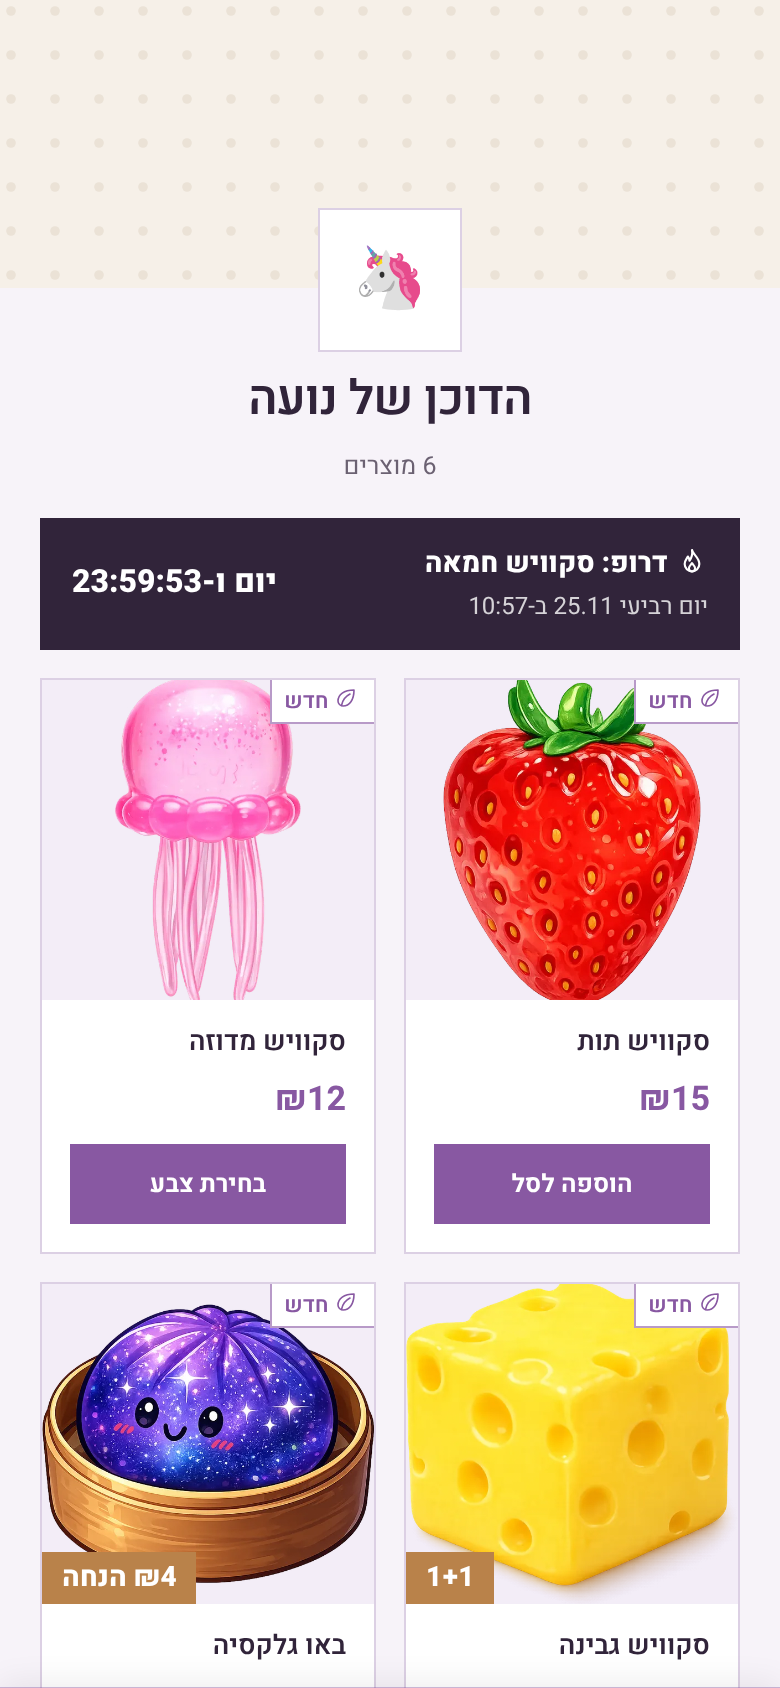 הדוכן של נועה
6 מוצרים
דרופ: סקוויש חמאה
יום רביעי 25.11 ב-10:57
יום ו-23:59:53
חדש
סקוויש תות
₪15
הוספה לסל
חדש
סקוויש מדוזה
₪12
בחירת צבע
חדש
1+1
סקוויש גבינה
חדש
₪4 הנחה
באו גלקסיה